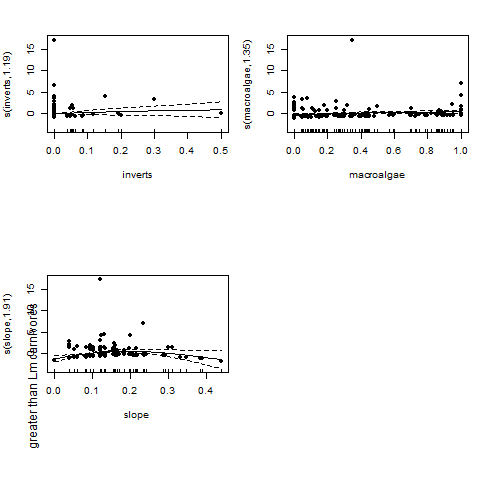 s(inverts,1.19)
0 5 10 15
0.0 0.1 0.2 0.3 0.4 0.5
inverts
s(macroalgae,1.35)
0 5 10 15
0.0 0.2 0.4 0.6 0.8 1.0
macroalgae
s(slope,1.91)
greater than Lm carnivores
0 5 15
0.0 0.1 0.2 0.3 0.4
slope